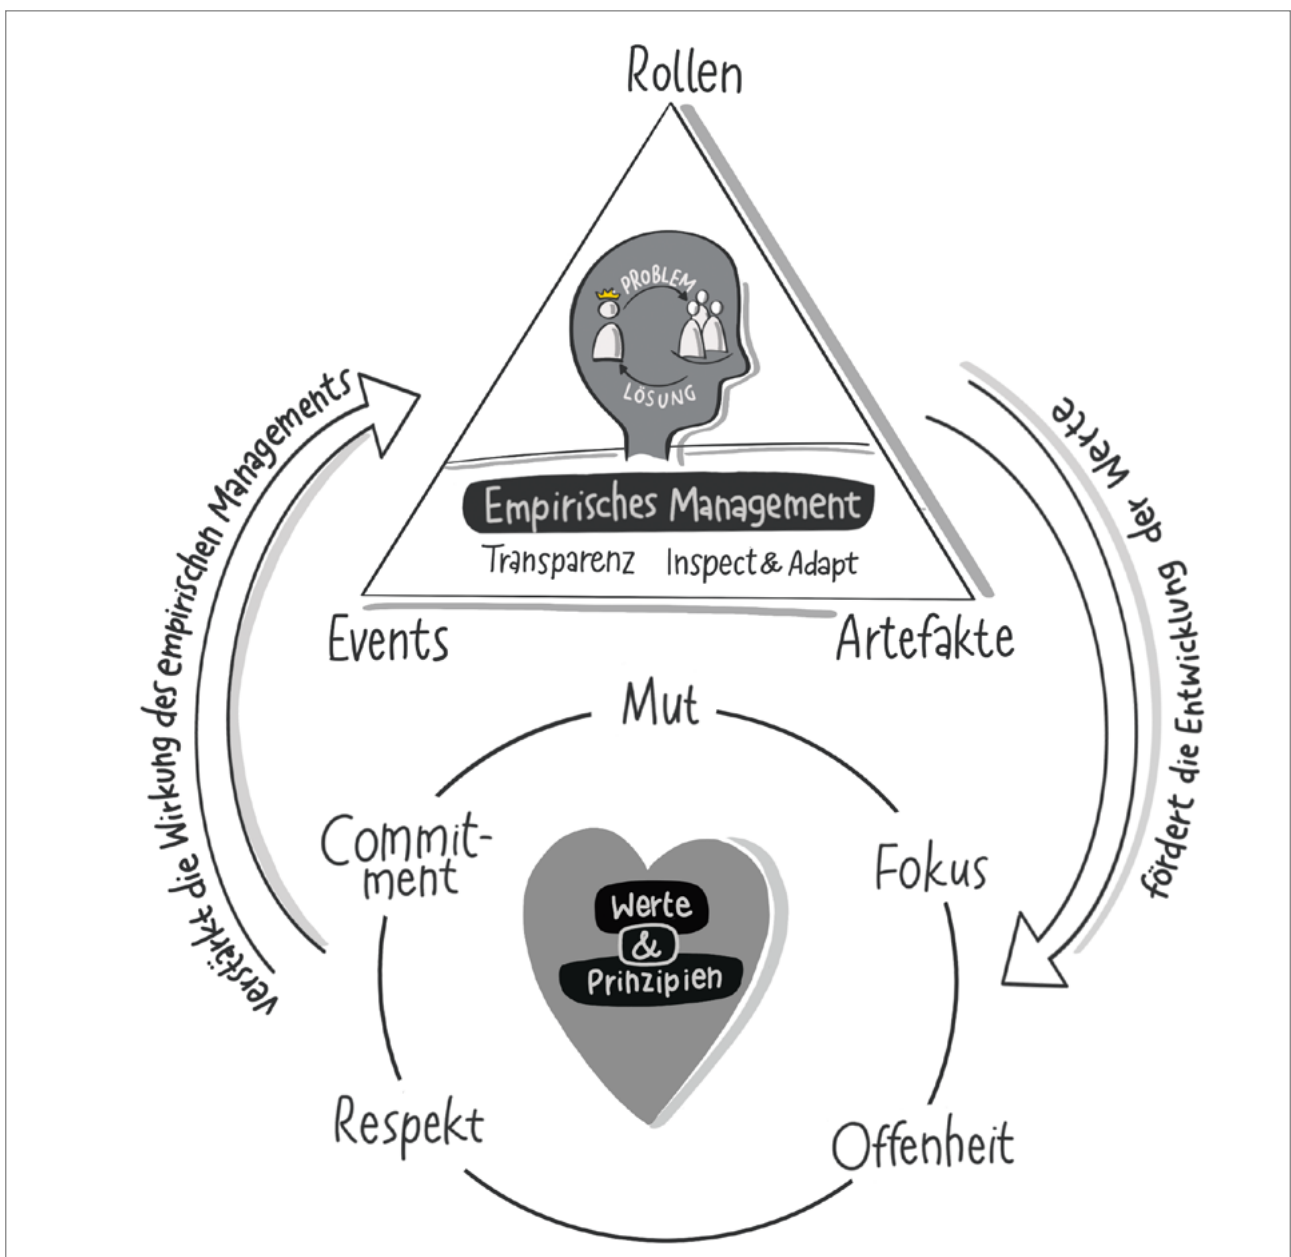 Rollen
PROBLEM
LÖSUNG
Empirisches Management
Transparenz Inspect & Adapt
Events
Artefakte
verstärkt die Wirkung des empirischen Managements
fördert die Entwicklung der Werte
Mut
Commit-
ment
Fokus
Werte
&
Prinzipien
Respekt
Offenheit